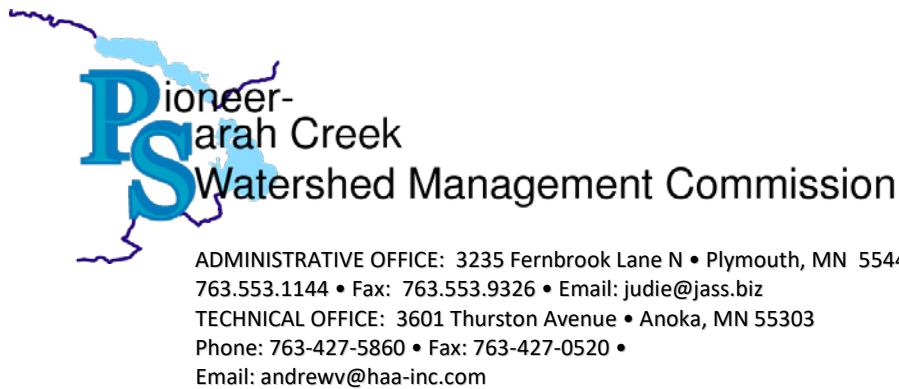 Pioneer-
Sarah Creek
Watershed Management Commission
ADMINISTRATIVE OFFICE: 3235 Fernbrook Lane N • Plymouth, MN 5544
763.553.1144 • Fax: 763.553.9326 • Email: judie@jass.biz
TECHNICAL OFFICE: 3601 Thurston Avenue • Anoka, MN 55303
Phone: 763-427-5860 • Fax: 763-427-0520 •
Email: andrewv@haa-inc.com